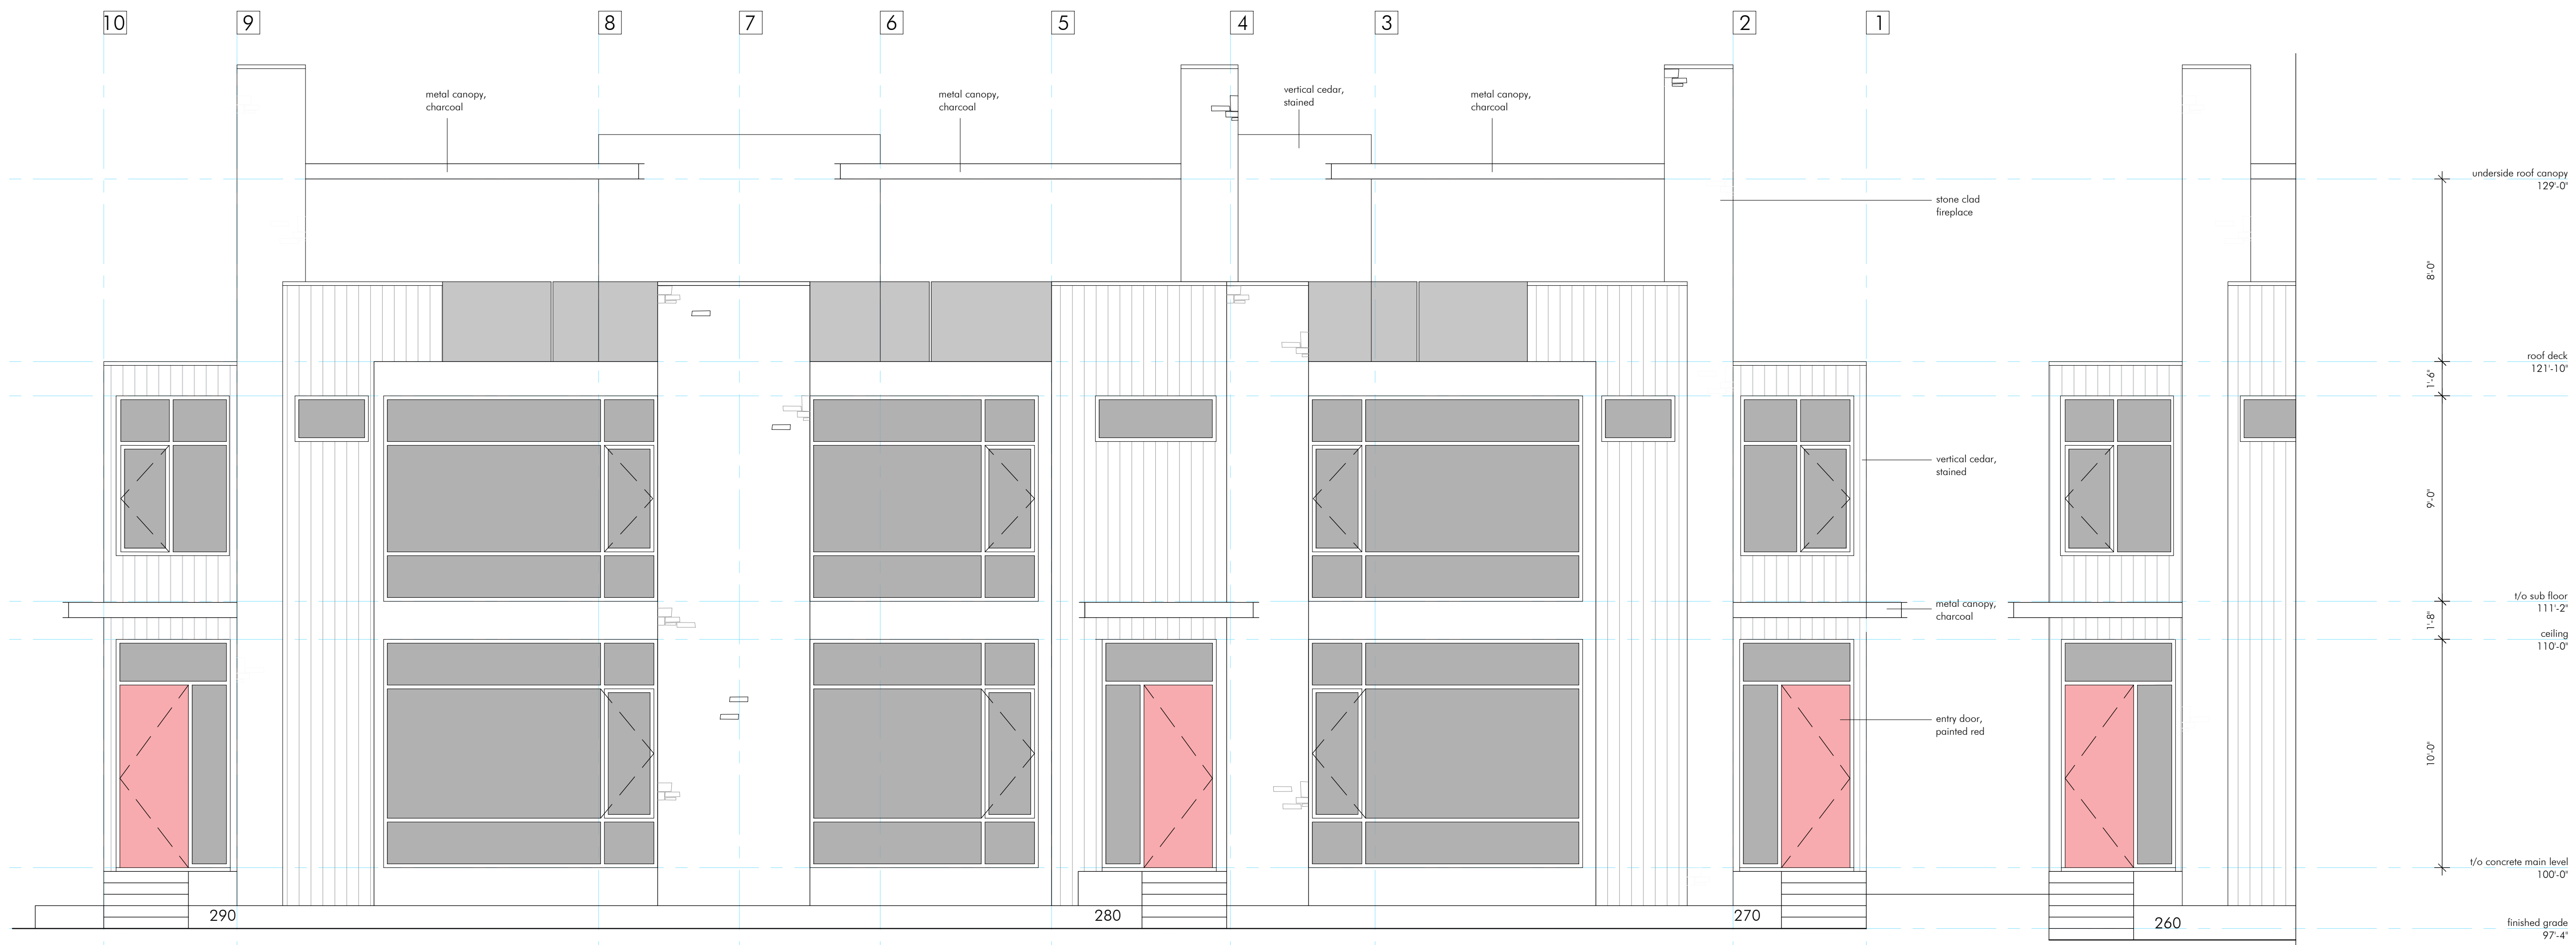 10
9
8
7
6
5
4
3
2
1
metal canopy,
charcoal
metal canopy,
charcoal
vertical cedar,
stained
metal canopy,
charcoal
underside roof canopy
129'-0"
stone clad
fireplace
8'-0"
roof deck
121'-10"
1'-6"
vertical cedar,
stained
9'-0"
t/o sub floor
111'-2"
metal canopy,
charcoal
1'-8"
ceiling
110'-0"
entry door,
painted red
10'-0"
t/o concrete main level
100'-0"
290
280
270
260
finished grade
97'-4"